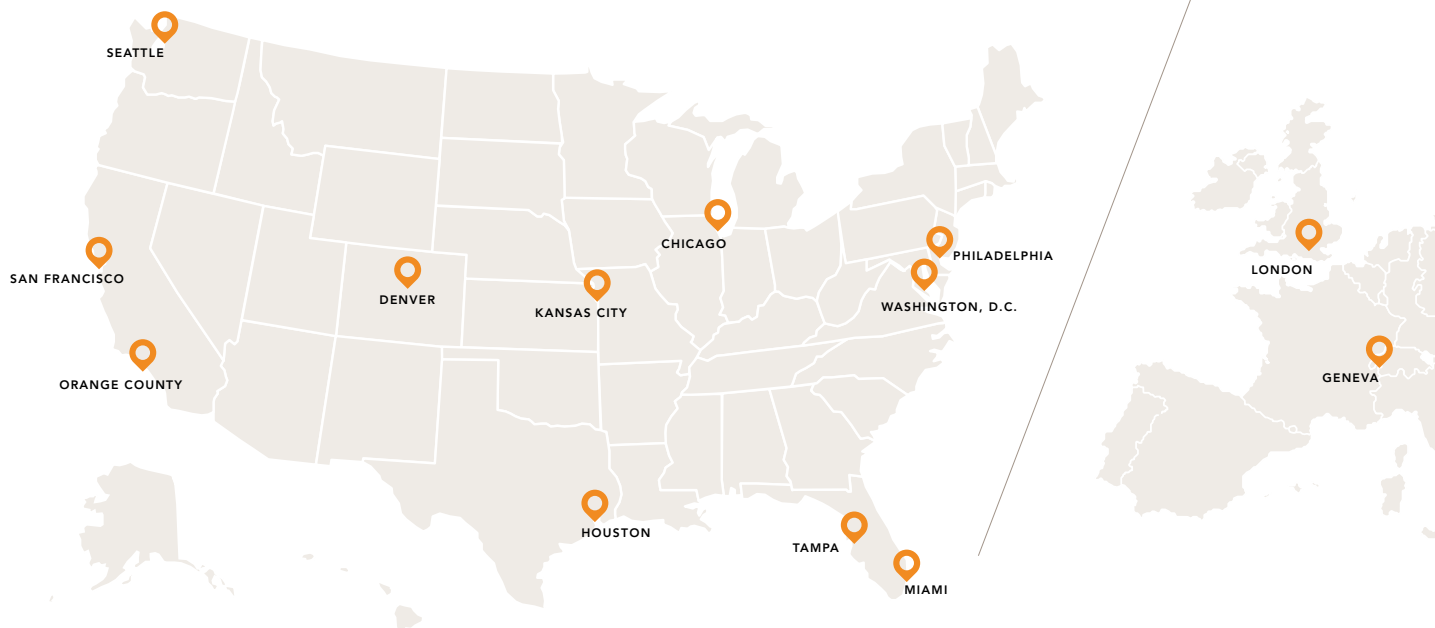 SEATTLE
CHICAGO
PHILADELPHIA
LONDON
SAN FRANCISCO
DENVER
KANSAS CITY
WASHINGTON, D.C.
ORANGE COUNTY
GENEVA
HOUSTON
TAMPA
MIAMI